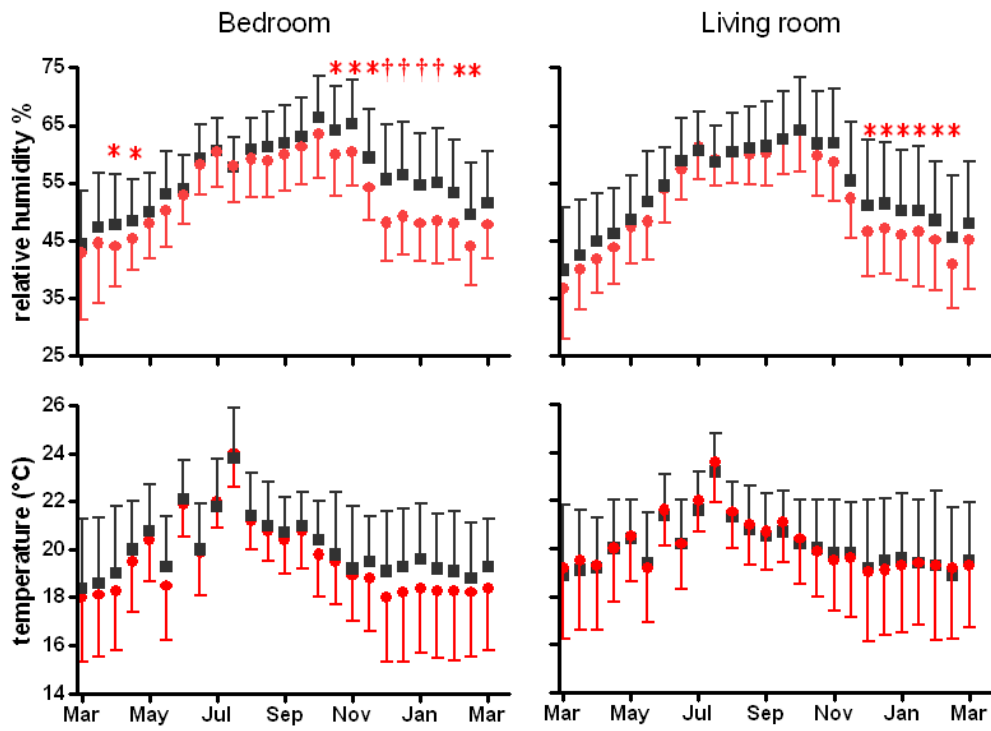 Bedroom
Living room
relative humidity %
75
65
55
45
35
25
** ***††††**
******
temperature (°C)
26
24
22
20
18
16
14
Mar May Jul Sep Nov Jan Mar
Mar May Jul Sep Nov Jan Mar